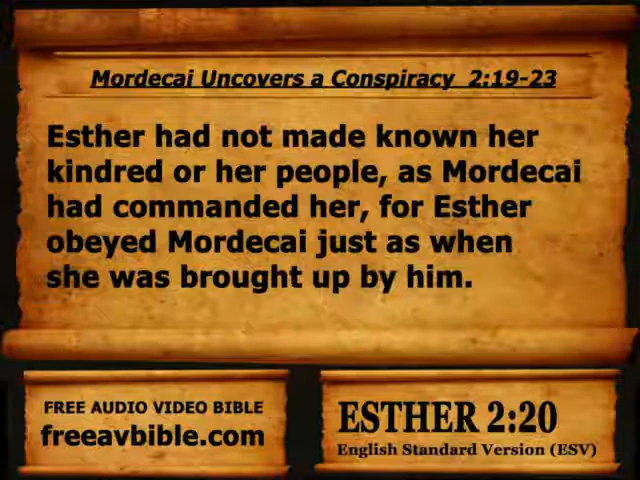 Mordecai Uncovers a Conspiracy 2:19-23
Esther had not made known her
kindred or her people, as Mordecai
had commanded her, for Esther
obeyed Mordecai just as when
she was brought up by him.
FREE AUDIO VIDEO BIBLE
freeavbible.com
ESTHER 2:20
English Standard Version (ESV)